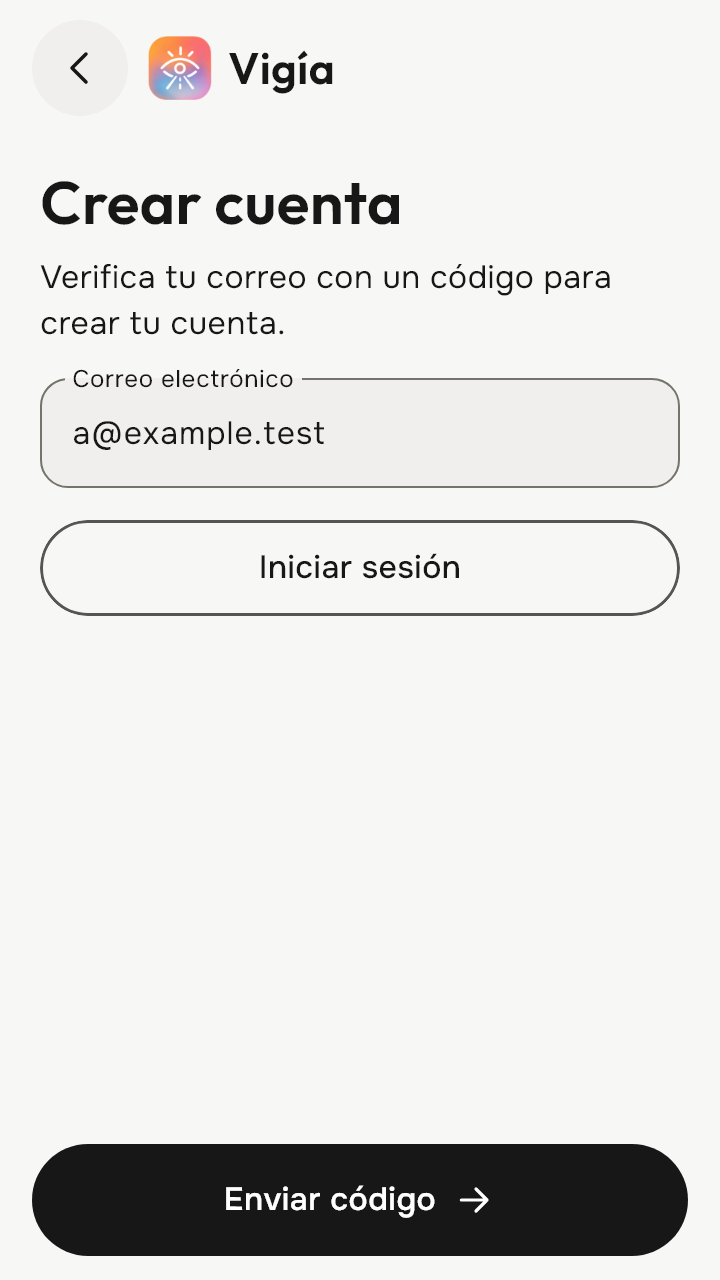 Vigía
Crear cuenta
Verifica tu correo con un código para
crear tu cuenta.
Correo electrónico
a@example.test
Iniciar sesión
Enviar código